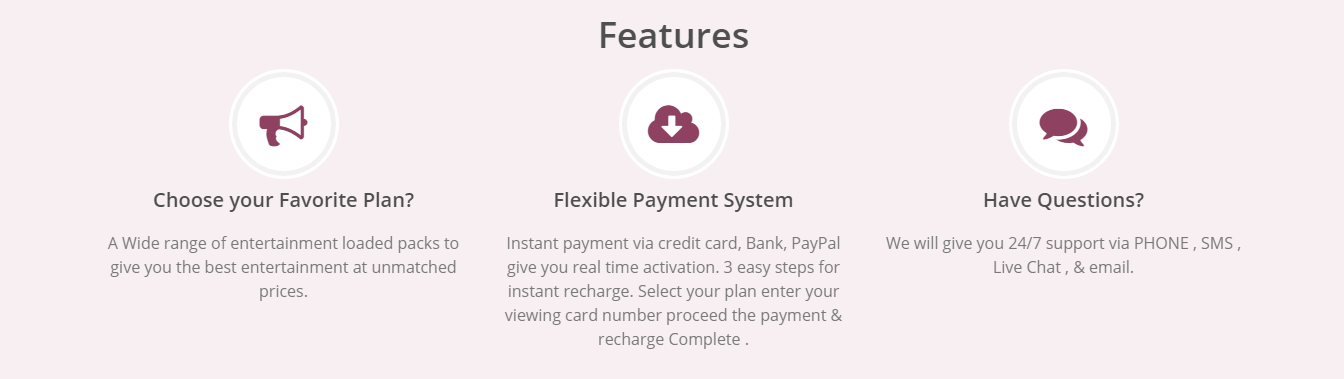 Features
Choose your Favorite Plan?
A Wide range of entertainment loaded packs to
give you the best entertainment at unmatched
prices.
Flexible Payment System
Instant payment via credit card, Bank, PayPal
give you real time activation. 3 easy steps for
instant recharge. Select your plan enter your
viewing card number proceed the payment &
recharge Complete .
Have Questions?
We will give you 24/7 support via PHONE , SMS ,
Live Chat , & email.